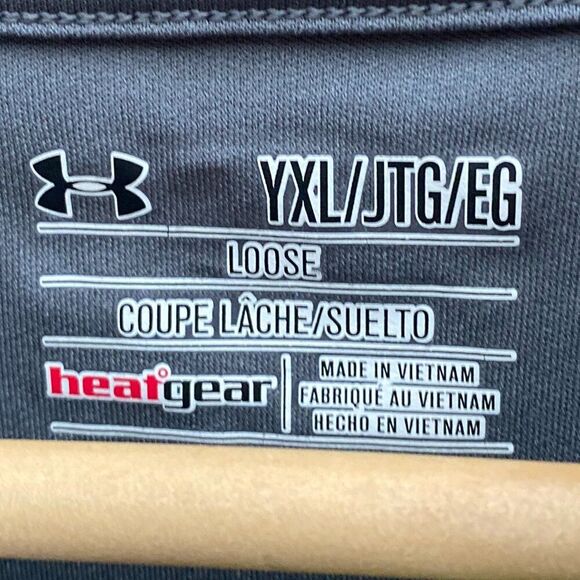 YXL/JTG/EG
LOOSE
COUPE LÂCHE/SUELTO
heatgear
MADE IN VIETNAM
FABRIQUÉ AU VIETNAM
HECHO EN VIETNAM